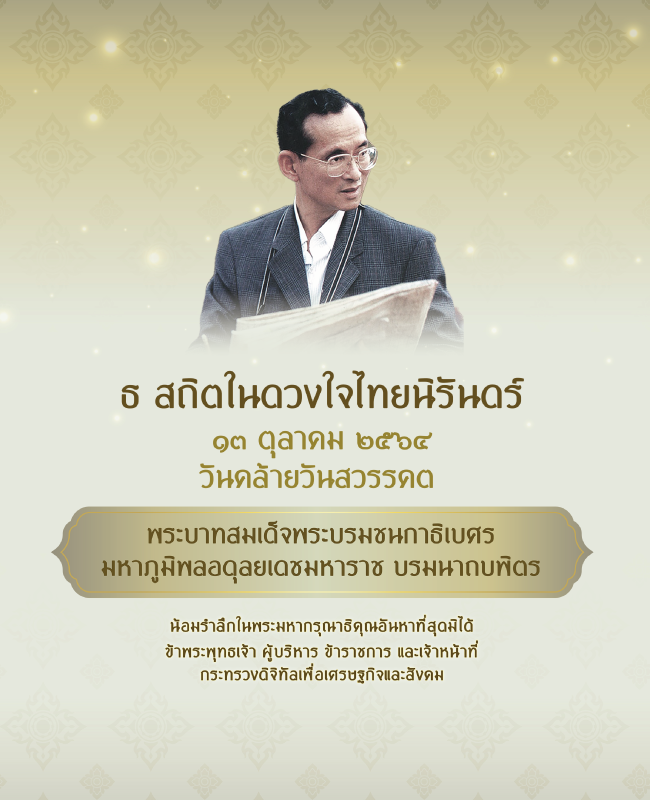 ธ สถิตในดวงใจไทยนิรันดร์
๑๓ ตุลาคม ๒๕๖๔
วันคล้ายวันสวรรคต
พระบาทสมเด็จพระบรมชนกาธิเบศร
มหาภูมิพลอดุลยเดชมหาราช บรมนาถบพิตร
น้อมรำลึกในพระมหากรุณาธิคุณอันหาที่สุดมิได้
ข้าพระพุทธเจ้า ผู้บริหาร ข้าราชการ และเจ้าหน้าที่
กระทรวงดิจิทัลเพื่อเศรษฐกิจและสังคม